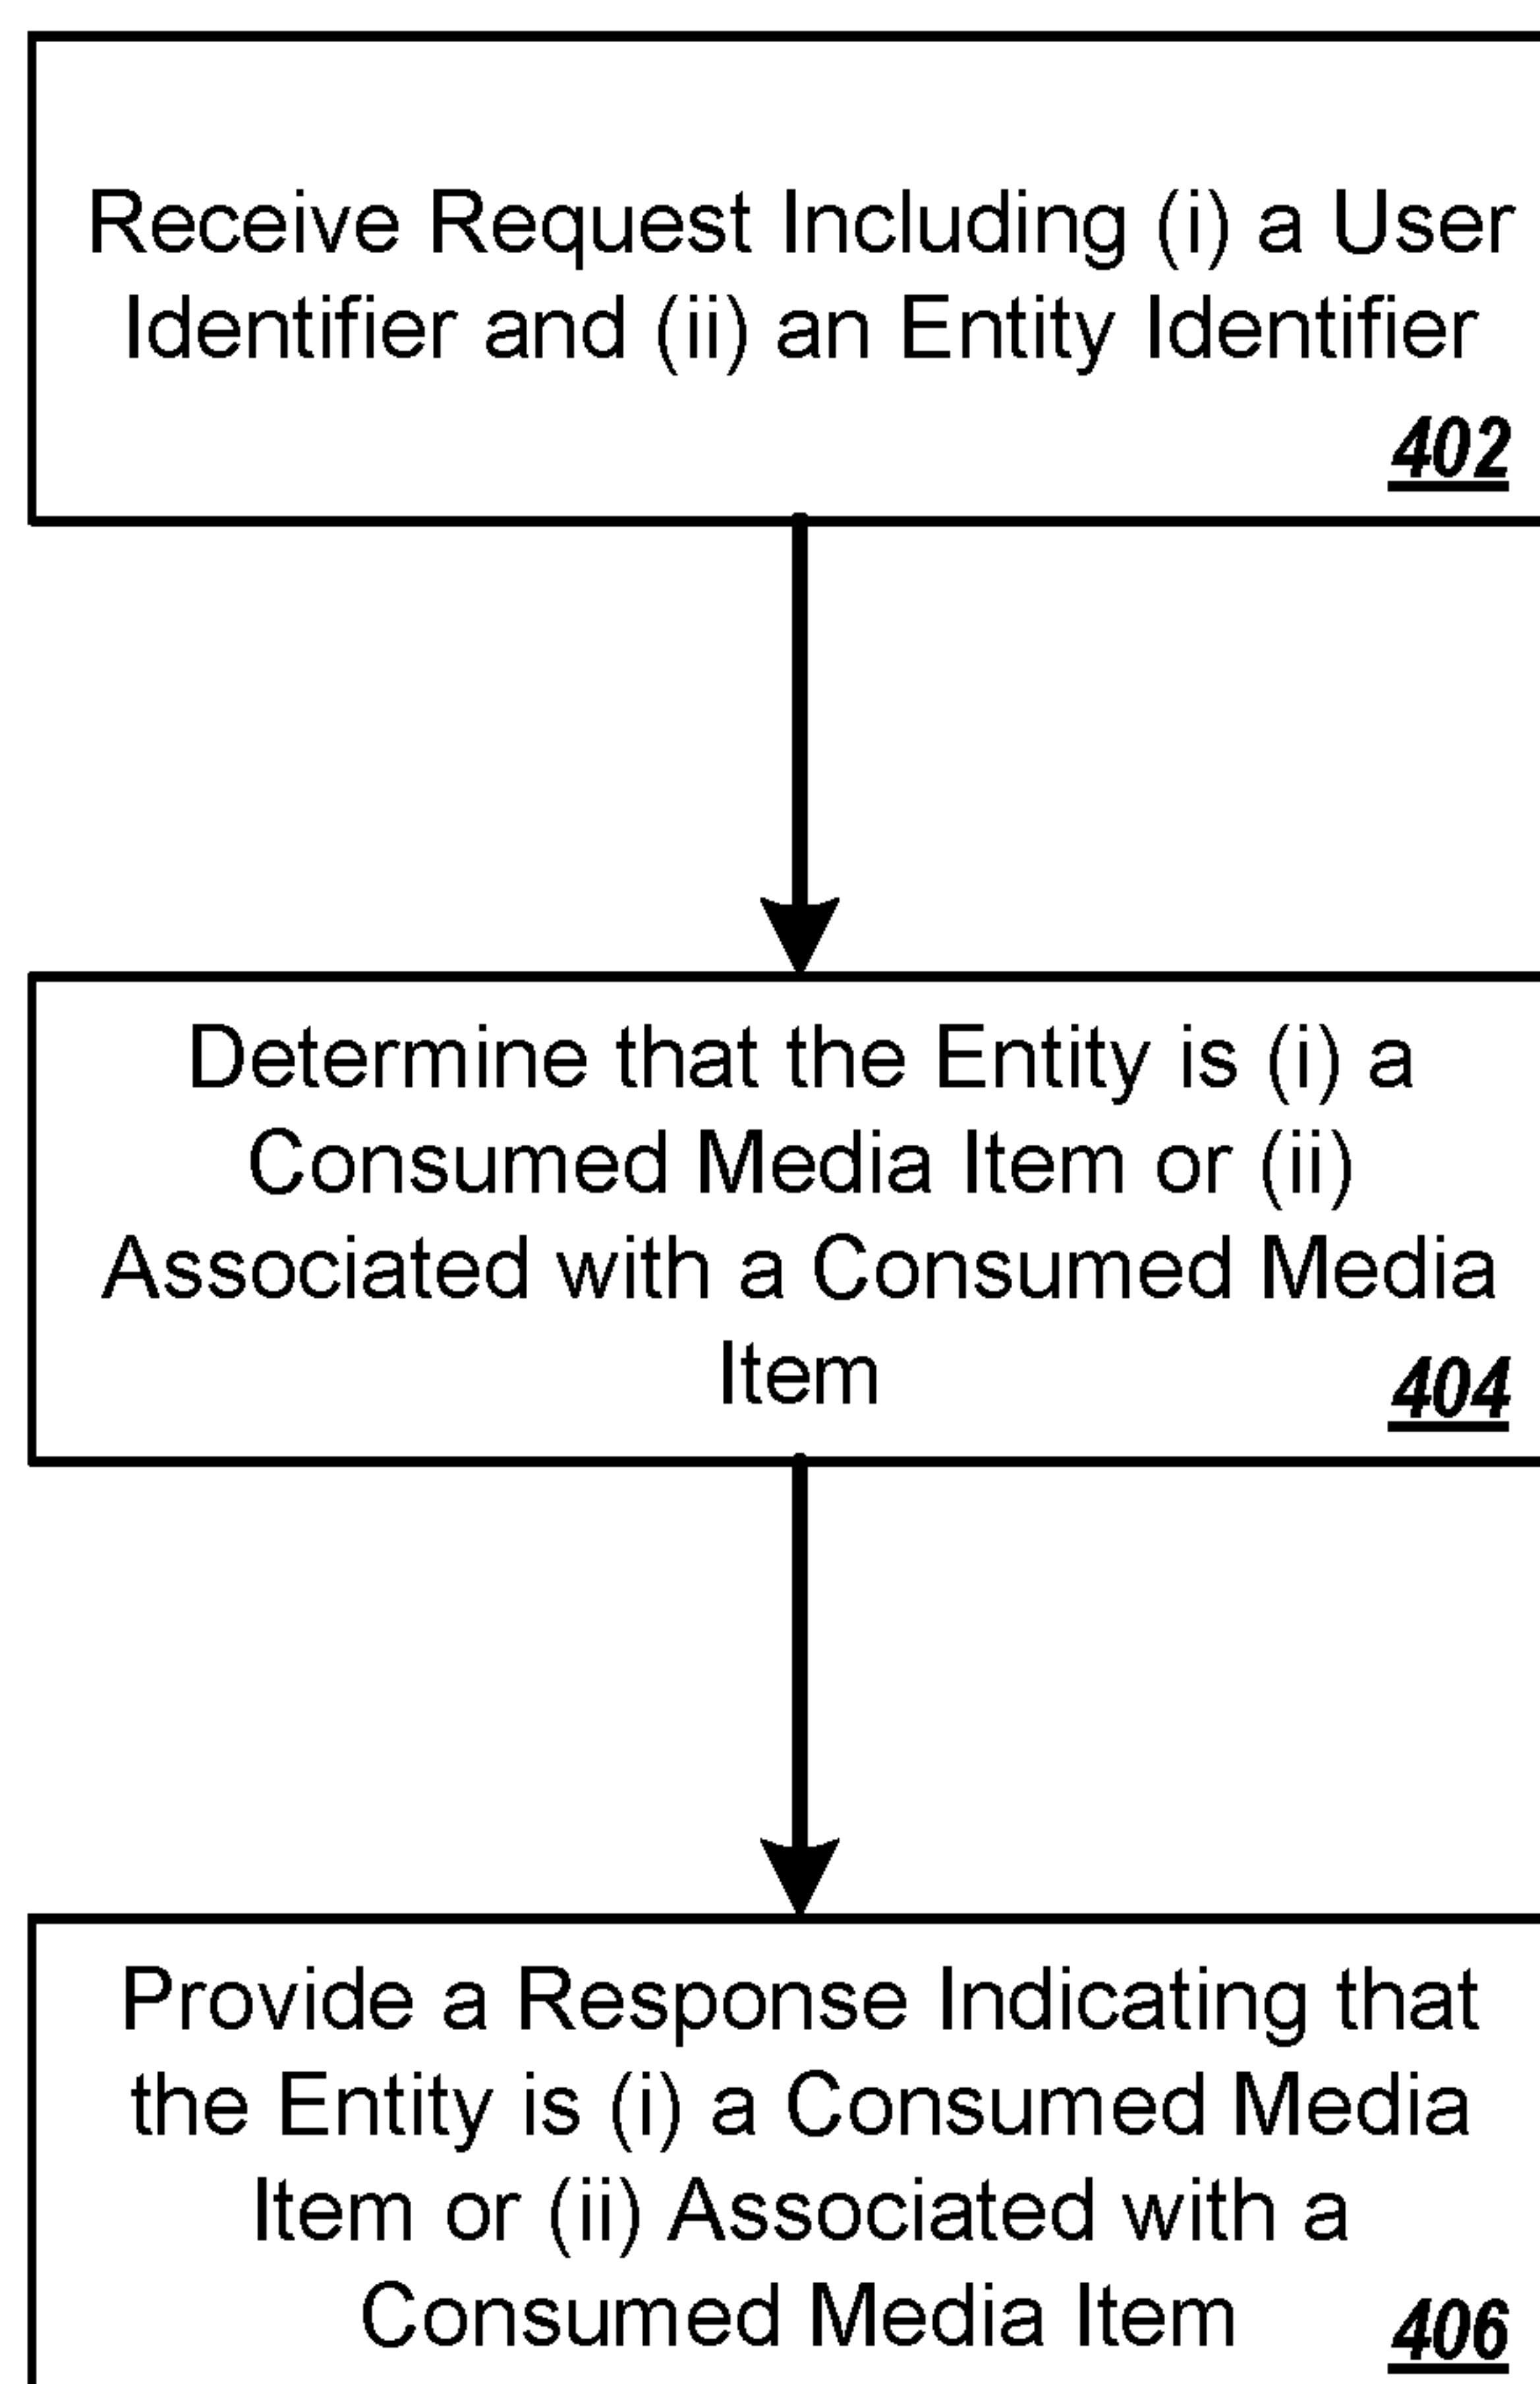 Receive Request Including (i) a User
Identifier and (ii) an Entity Identifier
402
Determine that the Entity is (i) a
Consumed Media Item or (ii)
Associated with a Consumed Media
Item
404
Provide a Response Indicating that
the Entity is (i) a Consumed Media
Item or (ii) Associated with a
Consumed Media Item
406